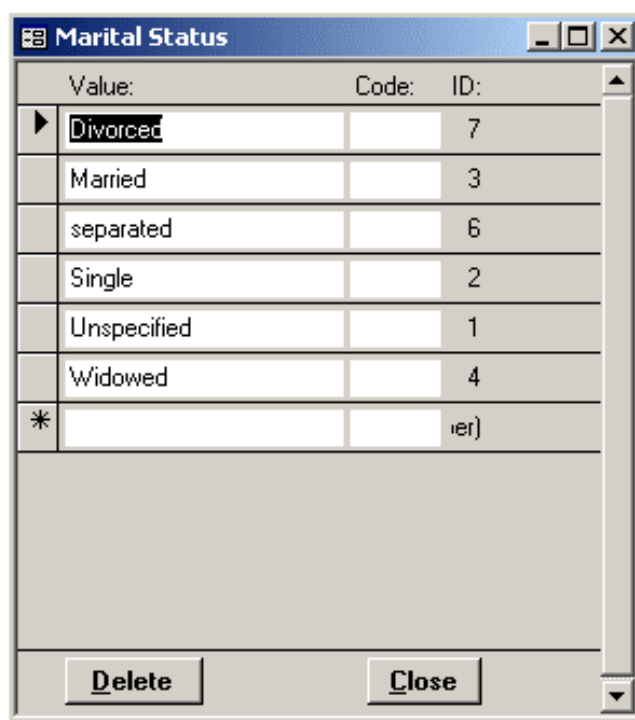 Marital Status
Value: Code: ID:
Divorced 7
Married 3
separated 6
Single 2
Unspecified 1
Widowed 4
* er)
Delete Close